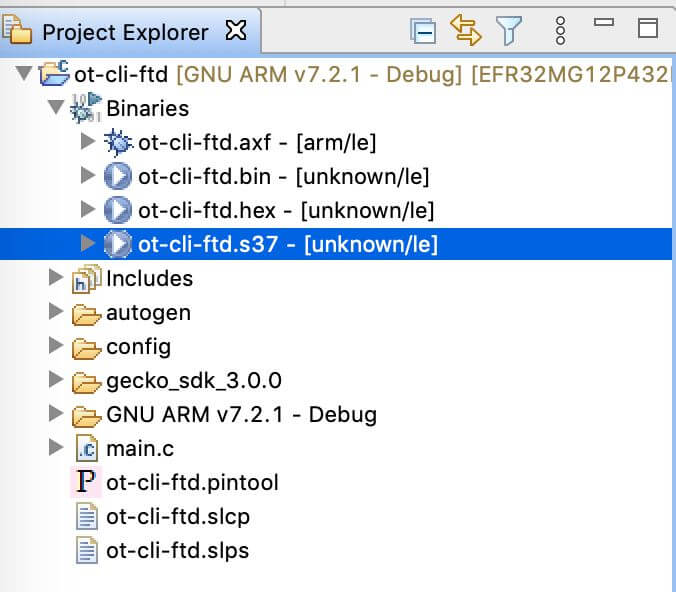 Project Explorer
ot-cli-ftd [GNU ARM v7.2.1 - Debug] [EFR32MG12P432
Binaries
ot-cli-ftd.axf - [arm/le]
ot-cli-ftd.bin - [unknown/le]
ot-cli-ftd.hex - [unknown/le]
ot-cli-ftd.s37 - [unknown/le]
Includes
autogen
config
gecko_sdk_3.0.0
GNU ARM v7.2.1 - Debug
main.c
ot-cli-ftd.pintool
ot-cli-ftd.slcp
ot-cli-ftd.slps